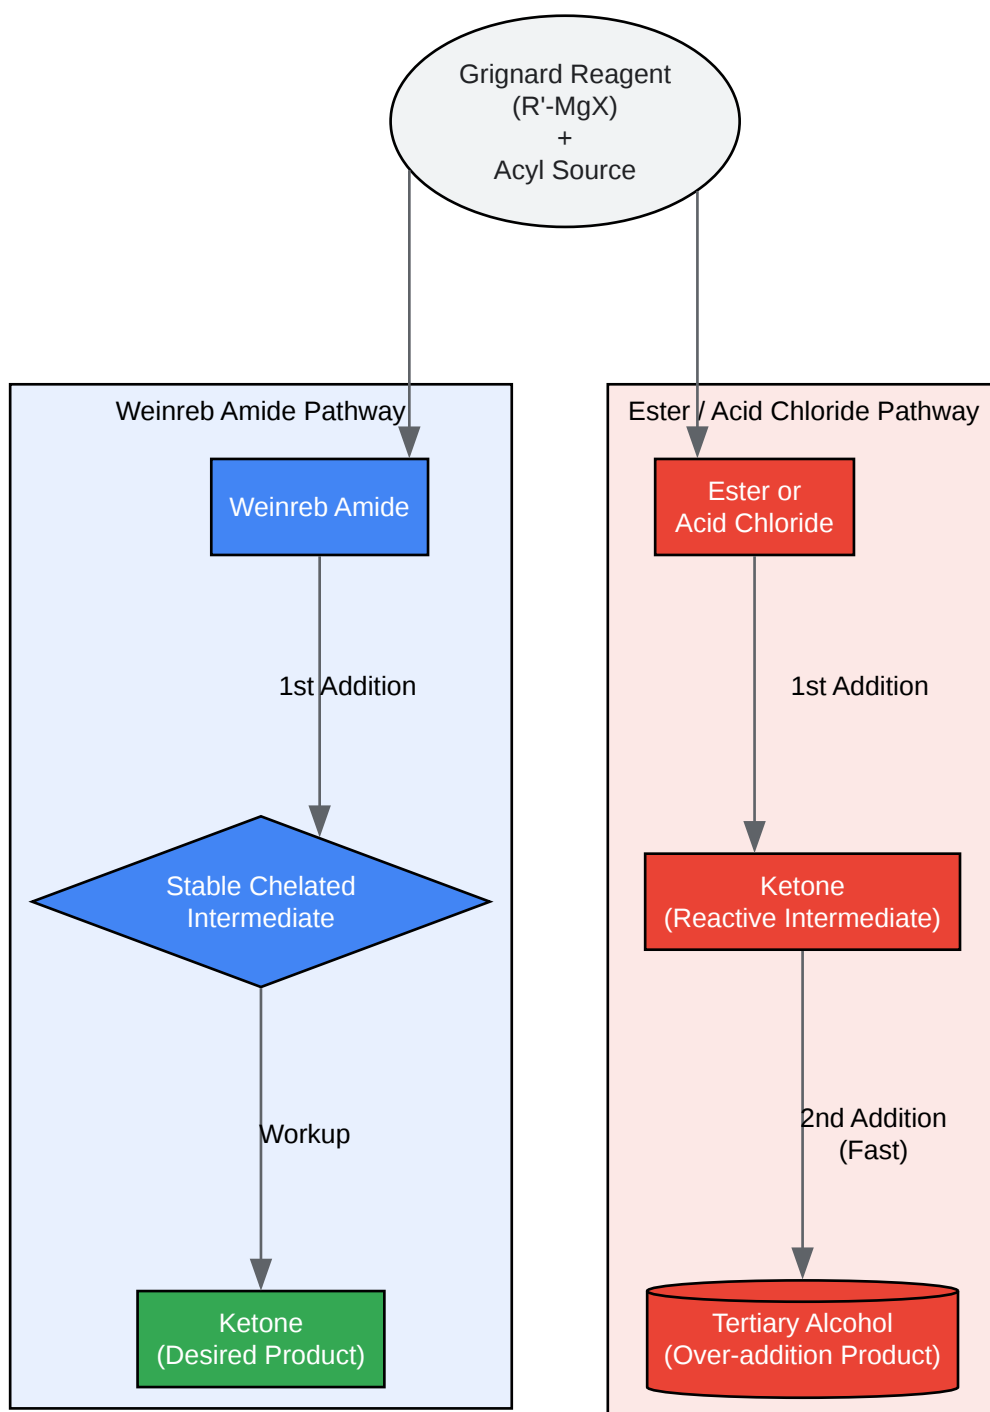 Grignard Reagent
(R'-MgX)
+
Acyl Source
Weinreb Amide Pathway
Weinreb Amide
1st Addition
Stable Chelated
Intermediate
Workup
Ketone
(Desired Product)
Ester / Acid Chloride Pathway
Ester or
Acid Chloride
1st Addition
Ketone
(Reactive Intermediate)
2nd Addition
(Fast)
Tertiary Alcohol
(Over-addition Product)